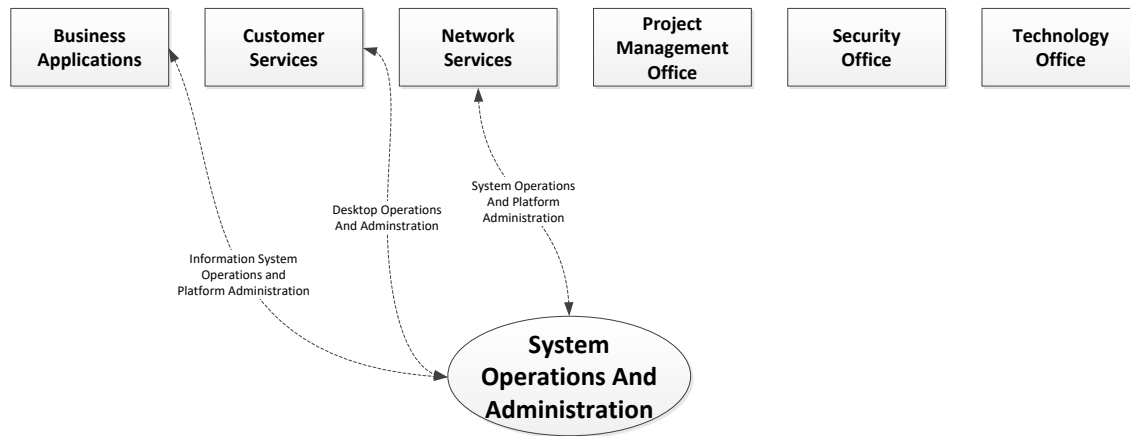 Business
Applications
Customer
Services
Network
Services
Project
Management
Office
Security
Office
Technology
Office
System Operations
And Platform
Administration
Desktop Operations
And Adminstration
Information System
Operations and
Platform Administration
System
Operations And
Administration